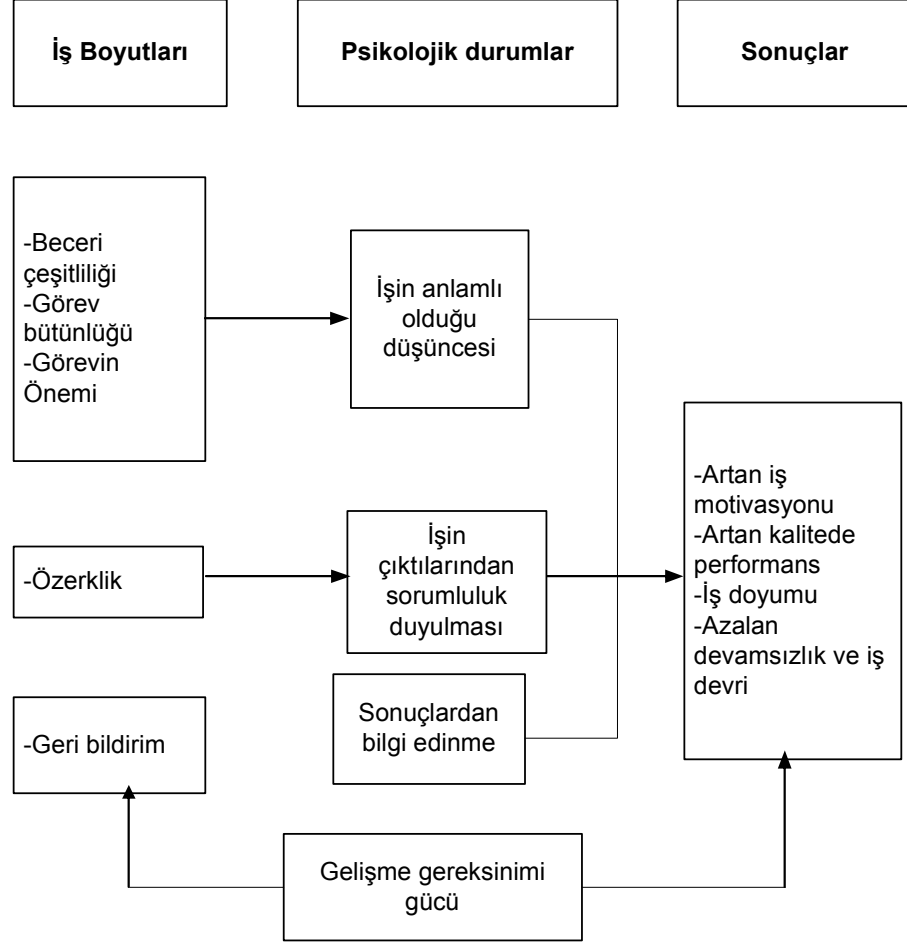 İş Boyutları
Psikolojik durumlar
Sonuçlar
-Beceri
çeşitliliği
-Görev
bütünlüğü
-Görevin
Önemi
İşin anlamlı
olduğu
düşüncesi
-Özerklik
İşin
çıktılarından
sorumluluk
duyulması
-Artan iş
motivasyonu
-Artan kalitede
performans
-İş doyumu
-Azalan
devamsızlık ve iş
devri
-Geri bildirim
Sonuçlardan
bilgi edinme
Gelişme gereksinimi
gücü